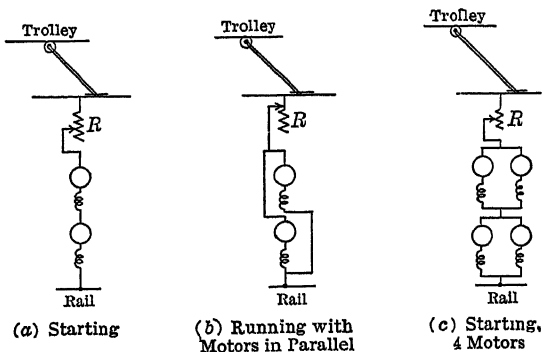 Trolley
R
Rail
(a) Starting
Trolley
R
Rail
(b) Running with
Motors in Parallel
Trolley
R
Rail
(c) Starting,
4 Motors